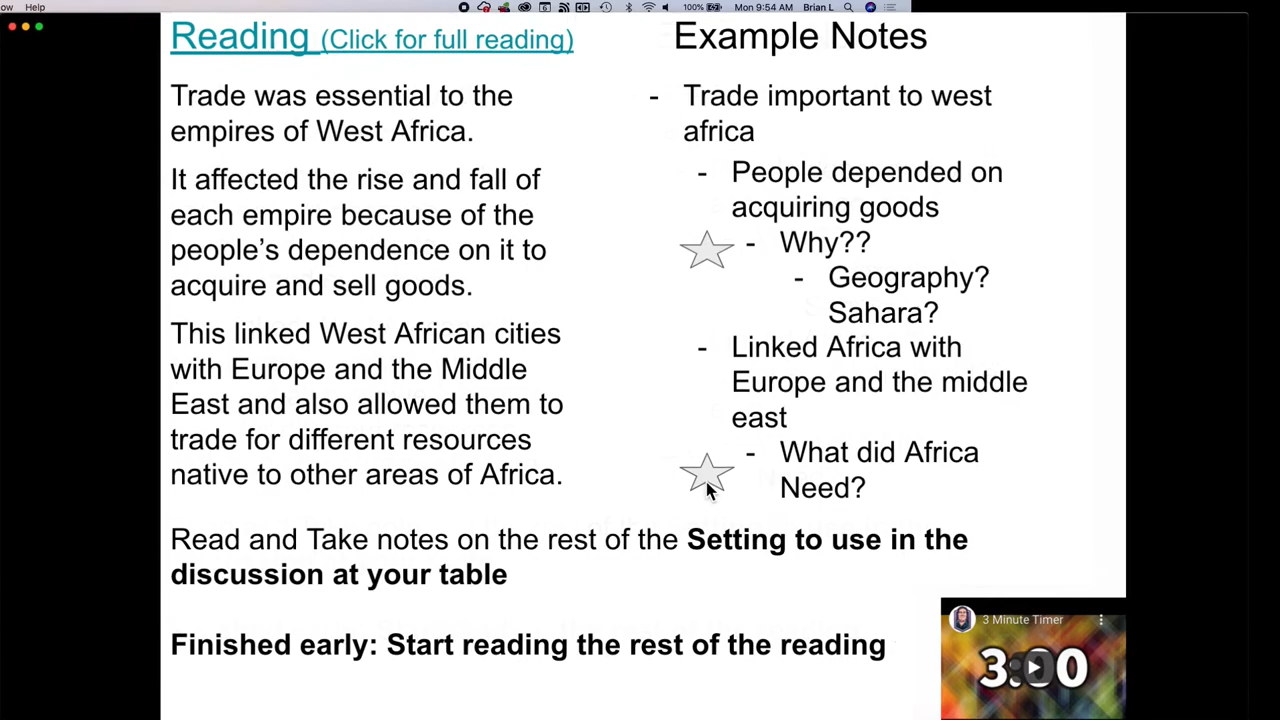 ow Help 100% Mon 9:54 AM Brian L
Reading (Click for full reading)
Trade was essential to the
empires of West Africa.
It affected the rise and fall of
each empire because of the
people’s dependence on it to
acquire and sell goods.
This linked West African cities
with Europe and the Middle
East and also allowed them to
trade for different resources
native to other areas of Africa.
Example Notes
- Trade important to west
africa
- People depended on
acquiring goods
- Why??
- Geography?
Sahara?
- Linked Africa with
Europe and the middle
east
- What did Africa
Need?
Read and Take notes on the rest of the Setting to use in the
discussion at your table
Finished early: Start reading the rest of the reading
3 Minute Timer
3:00